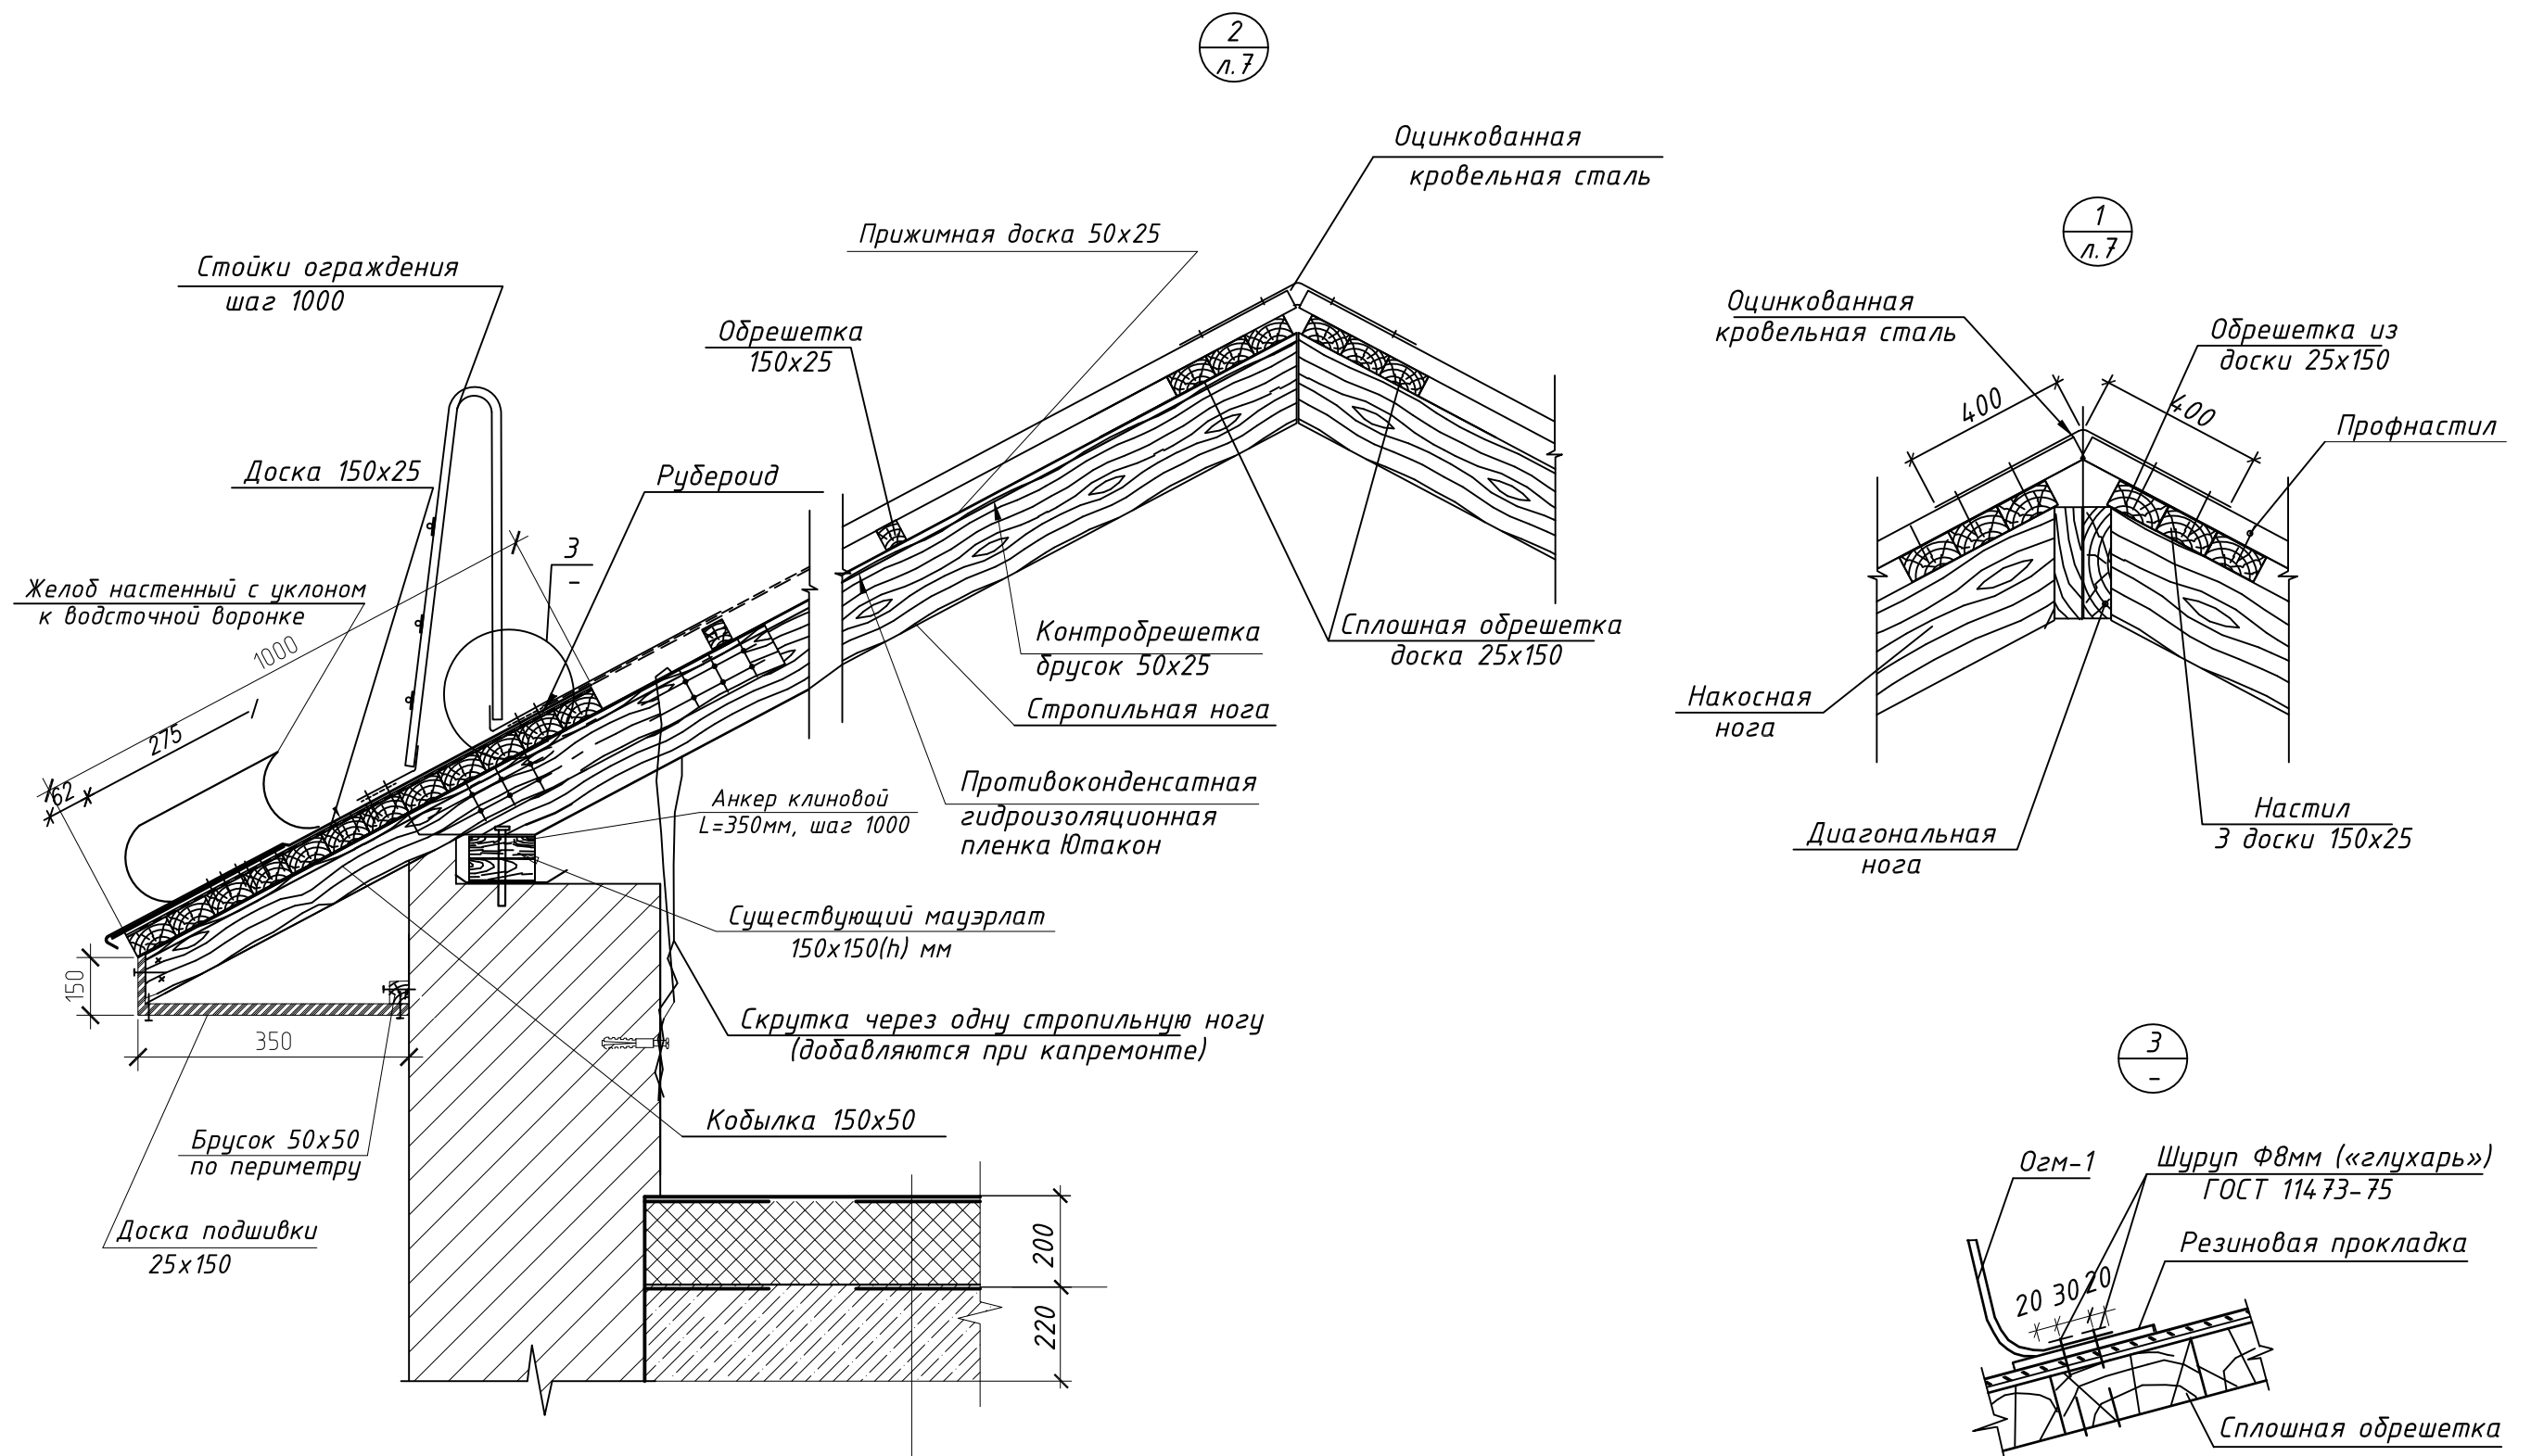 2
л.7
Оцинкованная
кровельная сталь
Прижимная доска 50х25
Стойки ограждения
шаг 1000
Обрешетка
150х25
Доска 150х25
Рубероид
3
-
Желоб настенный с уклоном
к водсточной воронке
1000
275
62
Контробрешетка
брусок 50х25
Сплошная обрешетка
доска 25х150
Стропильная нога
Противоконденсатная
гидроизоляционная
пленка Ютакон
Анкер клиновой
L=350мм, шаг 1000
Существующий мауэрлат
150х150(h) мм
150
350
Скрутка через одну стропильную ногу
(добавляются при капремонте)
Кобылка 150х50
Брусок 50х50
по периметру
Доска подшивки
25х150
200
220
1
л.7
Оцинкованная
кровельная сталь
Обрешетка из
доски 25х150
400
400
Профнастил
Накосная
нога
Диагональная
нога
Настил
3 доски 150х25
3
-
Огм-1
Шуруп Ф8мм («глухарь»)
ГОСТ 11473-75
Резиновая прокладка
20 30 20
Сплошная обрешетка